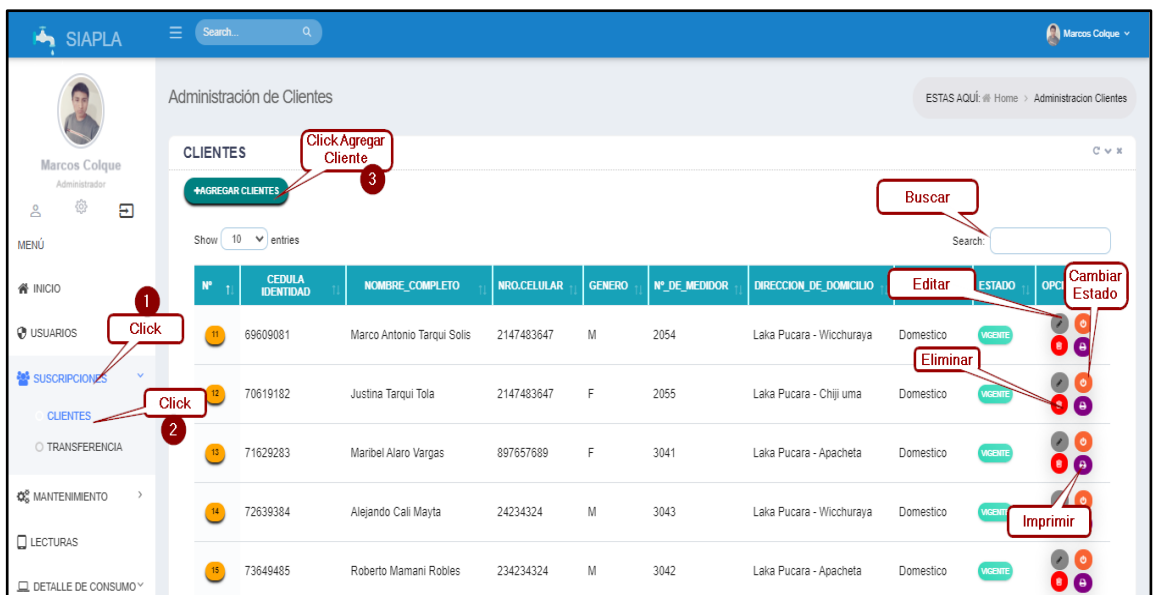 SIAPLA
Search...
Marcos Colque
Administración de Clientes
ESTAS AQUÍ: Home > Administracion Clientes
Marcos Colque
Administrador
MENÚ
INICIO
USUARIOS
SUSCRIPCIONES
CLIENTES
TRANSFERENCIA
MANTENIMIENTO
LECTURAS
DETALLE DE CONSUMO
1
Click
Click
2
CLIENTES
Click Agregar
Cliente
3
+AGREGAR CLIENTES
Buscar
Show 10 entries
Search:
Editar
Cambiar
Estado
Eliminar
Imprimir
N° CEDULA IDENTIDAD NOMBRE_COMPLETO NRO.CELULAR GENERO N°_DE_MEDIDOR DIRECCION_DE_DOMICILIO ESTADO OPCI
11 69609081 Marco Antonio Tarqui Solis 2147483647 M 2054 Laka Pucara - Wicchuraya Domestico VIGENTE
12 70619182 Justina Tarqui Tola 2147483647 F 2055 Laka Pucara - Chiji uma Domestico VIGENTE
13 71629283 Maribel Alaro Vargas 897657689 F 3041 Laka Pucara - Apacheta Domestico VIGENTE
14 72639384 Alejando Cali Mayta 24234324 M 3043 Laka Pucara - Wicchuraya Domestico VIGENTE
15 73649485 Roberto Mamani Robles 234234324 M 3042 Laka Pucara - Apacheta Domestico VIGENTE